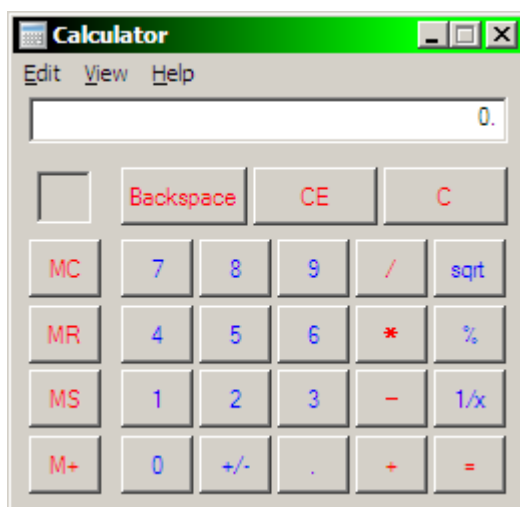 Calculator
Edit View Help
0.
Backspace CE C
MC 7 8 9 / sqrt
MR 4 5 6 * %
MS 1 2 3 - 1/x
M+ 0 +/- . + =